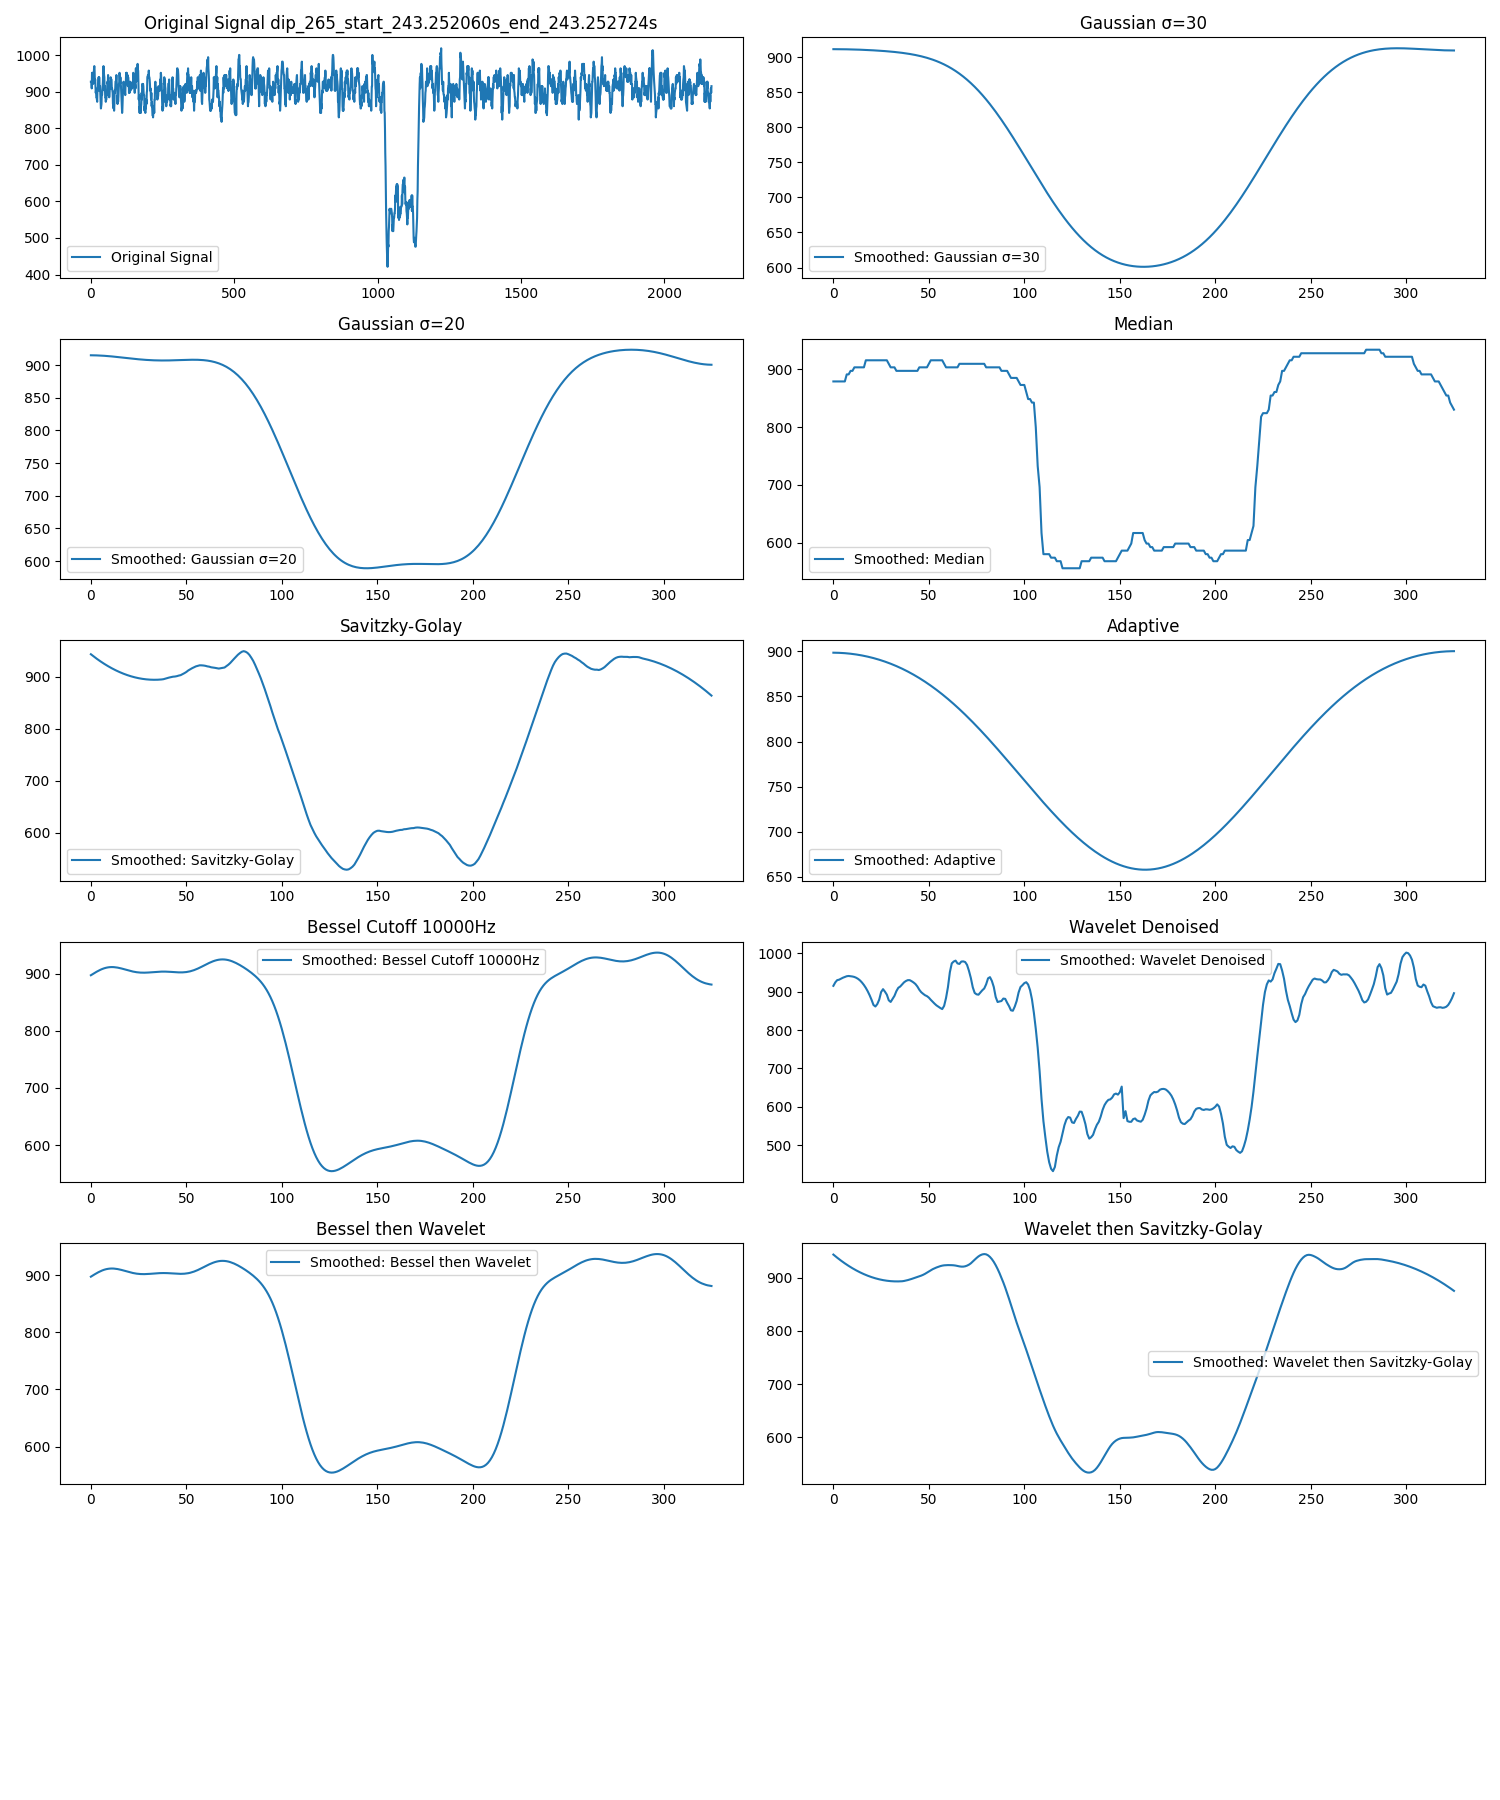 Original Signal dip_265_start_243.252060s_end_243.252724s
1000
900
800
700
600
500
400
Original Signal
0 500 1000 1500 2000
Gaussian σ=30
900
850
800
750
700
650
600
Smoothed: Gaussian σ=30
0 50 100 150 200 250 300
Gaussian σ=20
900
850
800
750
700
650
600
Smoothed: Gaussian σ=20
0 50 100 150 200 250 300
Median
900
800
700
600
Smoothed: Median
0 50 100 150 200 250 300
Savitzky-Golay
900
800
700
600
Smoothed: Savitzky-Golay
0 50 100 150 200 250 300
Adaptive
900
850
800
750
700
650
Smoothed: Adaptive
0 50 100 150 200 250 300
Bessel Cutoff 10000Hz
Smoothed: Bessel Cutoff 10000Hz
900
800
700
600
0 50 100 150 200 250 300
Wavelet Denoised
Smoothed: Wavelet Denoised
1000
900
800
700
600
500
0 50 100 150 200 250 300
Bessel then Wavelet
Smoothed: Bessel then Wavelet
900
800
700
600
0 50 100 150 200 250 300
Wavelet then Savitzky-Golay
900
800
Smoothed: Wavelet then Savitzky-Golay
700
600
0 50 100 150 200 250 300